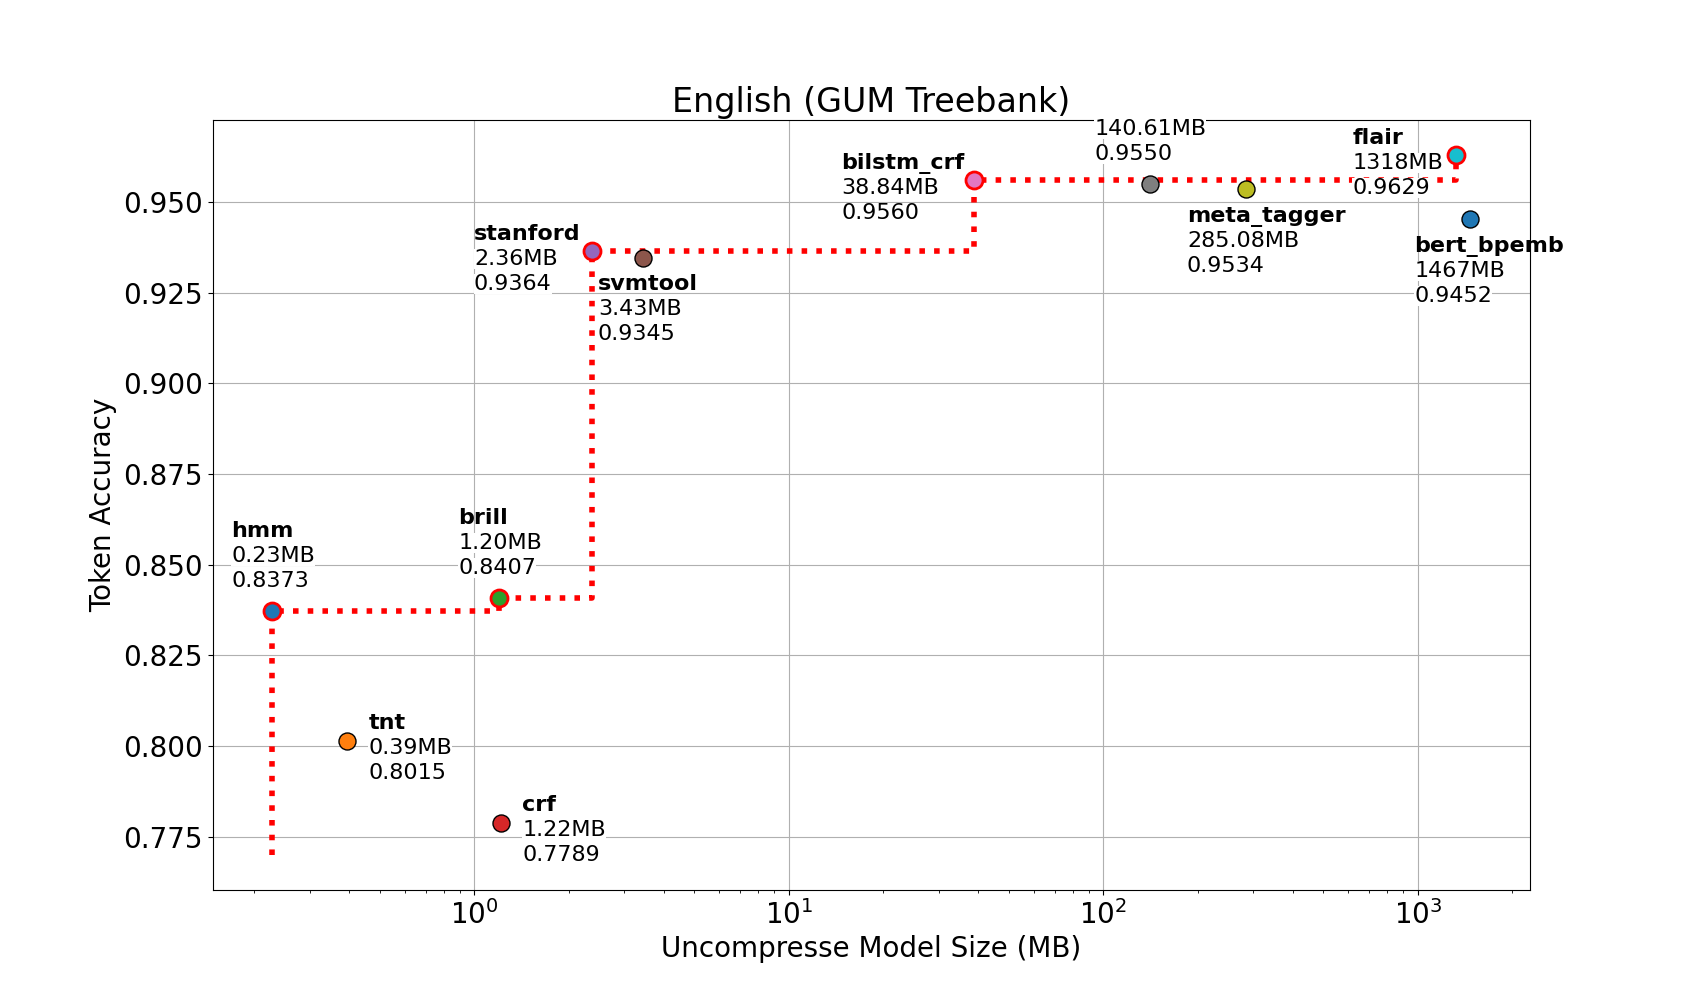 English (GUM Treebank)
140.61MB
0.9550
flair
1318MB
0.9629
bilstm_crf
38.84MB
0.9560
meta_tagger
285.08MB
0.9534
bert_bpemb
1467MB
0.9452
stanford
2.36MB
0.9364
svmtool
3.43MB
0.9345
brill
1.20MB
0.8407
hmm
0.23MB
0.8373
tnt
0.39MB
0.8015
crf
1.22MB
0.7789
Token Accuracy
0.950
0.925
0.900
0.875
0.850
0.825
0.800
0.775
10⁰ 10¹ 10² 10³
Uncompresse Model Size (MB)